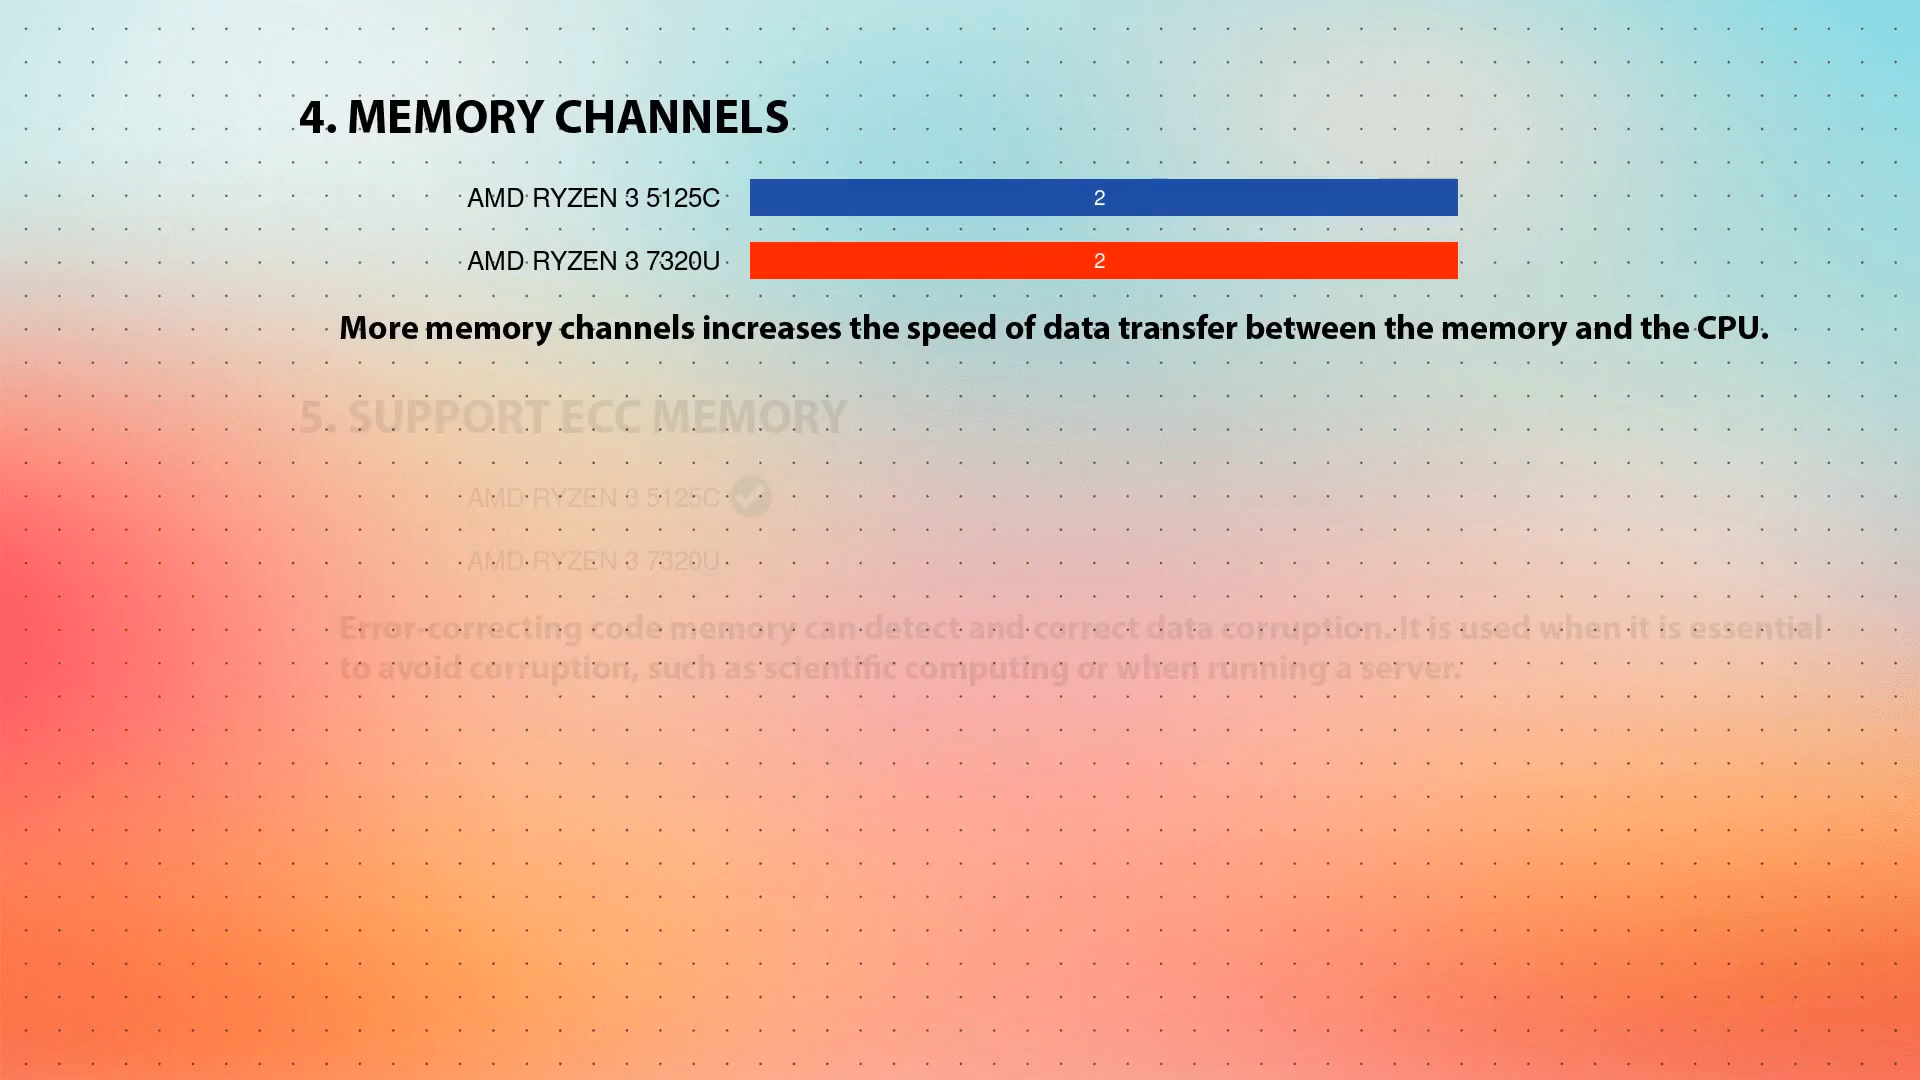 4. MEMORY CHANNELS
AMD RYZEN 3 5125C 2
AMD RYZEN 3 7320U 2
More memory channels increases the speed of data transfer between the memory and the CPU.
5. SUPPORT ECC MEMORY
AMD RYZEN 3 5125C
AMD RYZEN 3 7320U
Error-correcting code memory can detect and correct data corruption. It is used when it is essential
to avoid corruption, such as scientific computing or when running a server.